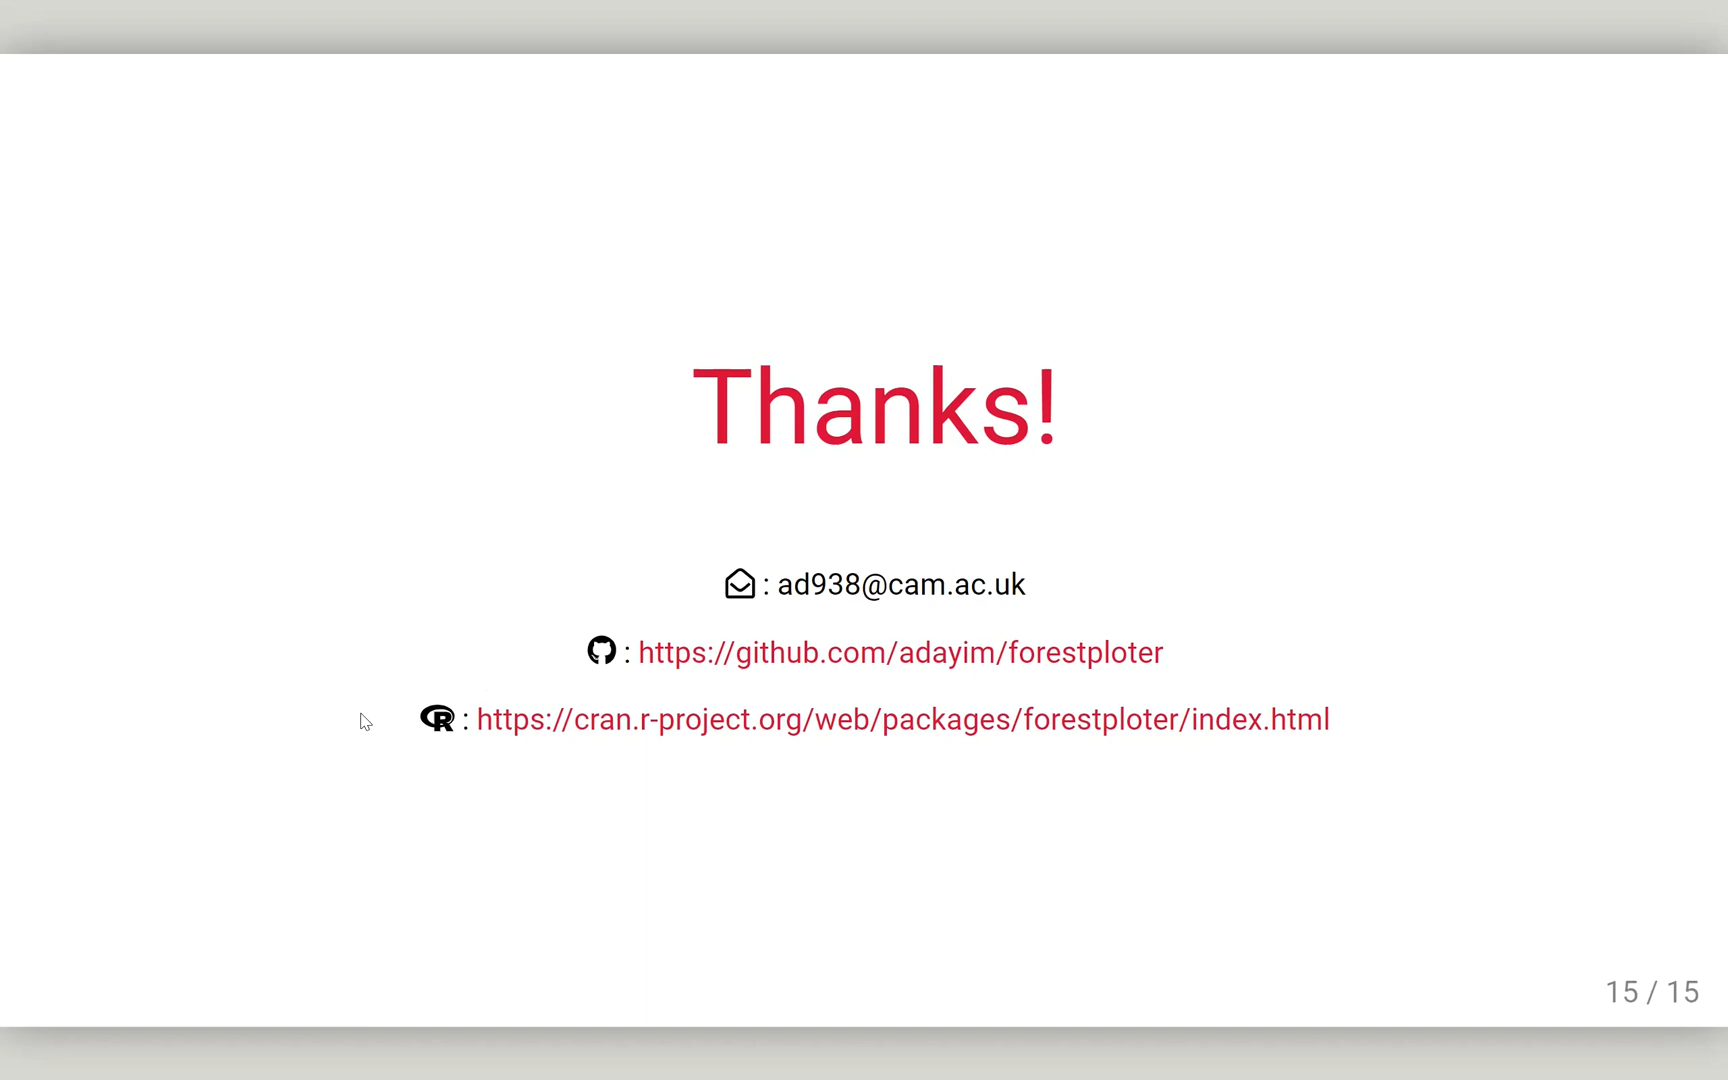 Thanks!
: ad938@cam.ac.uk
: https://github.com/adayim/forestploter
R : https://cran.r-project.org/web/packages/forestploter/index.html
15 / 15